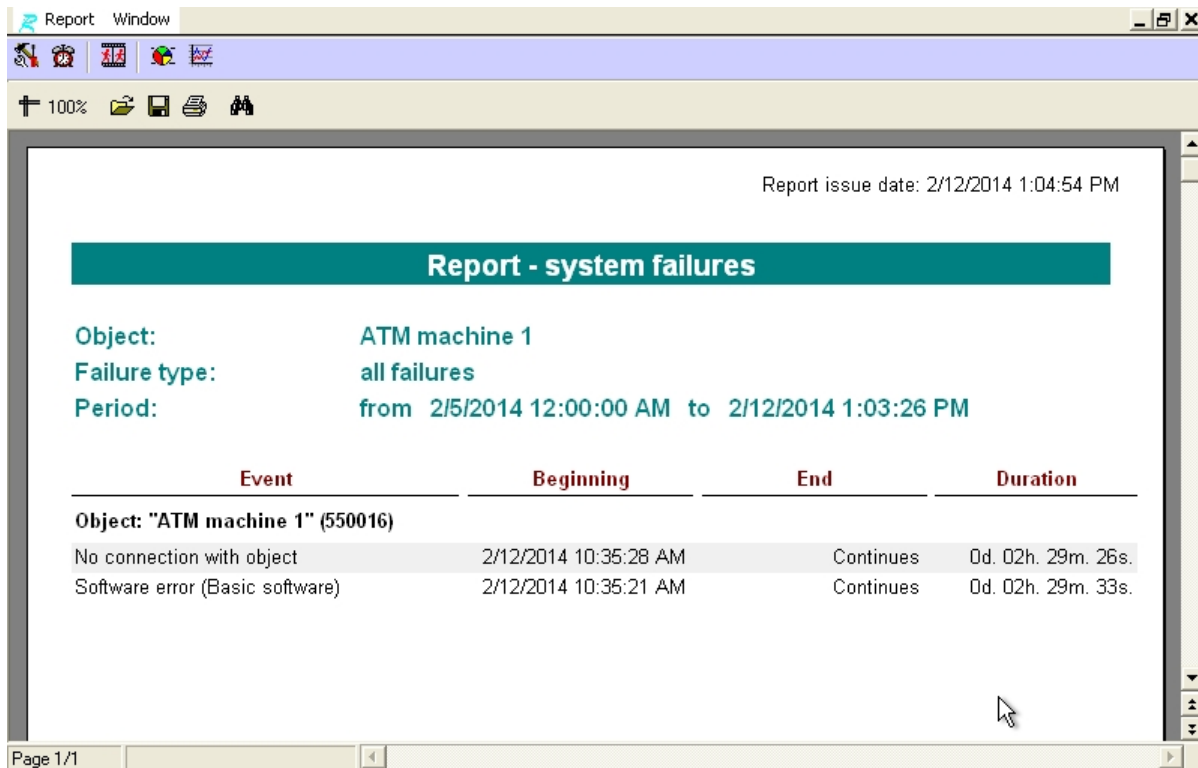 Report Window
100%
Report issue date: 2/12/2014 1:04:54 PM
Report - system failures
Object: ATM machine 1
Failure type: all failures
Period: from 2/5/2014 12:00:00 AM to 2/12/2014 1:03:26 PM
Event Beginning End Duration
Object: "ATM machine 1" (550016)
No connection with object 2/12/2014 10:35:28 AM Continues 0d. 02h. 29m. 26s.
Software error (Basic software) 2/12/2014 10:35:21 AM Continues 0d. 02h. 29m. 33s.
Page 1/1